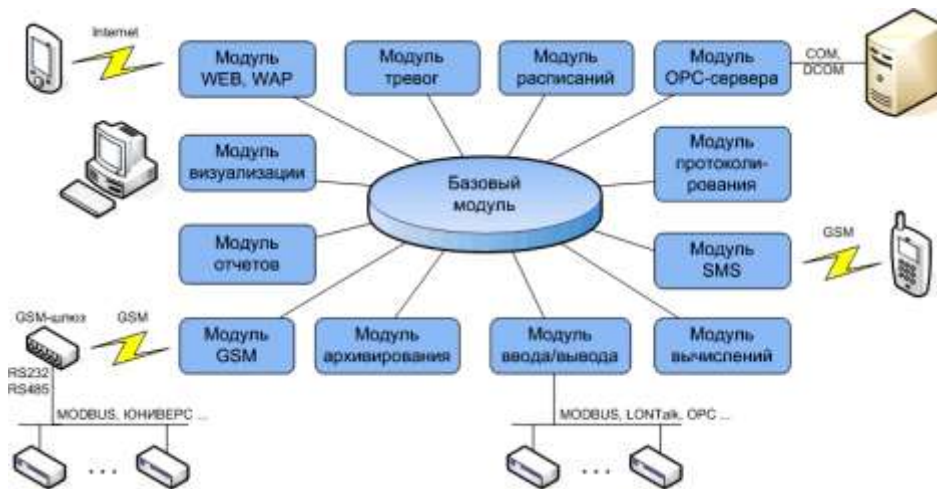 Internet
Модуль
WEB, WAP
Модуль
тревог
Модуль
расписаний
Модуль
OPC-сервера
COM,
DCOM
Модуль
визуализации
Базовый
модуль
Модуль
протоколи-
рования
Модуль
отчетов
Модуль
SMS
GSM
GSM-шлюз
GSM
Модуль
GSM
Модуль
архивирования
Модуль
ввода/вывода
Модуль
вычислений
RS232
RS485
MODBUS, ЮНИВЕРС ...
MODBUS, LONTalk, OPC ...
. . .
. . .